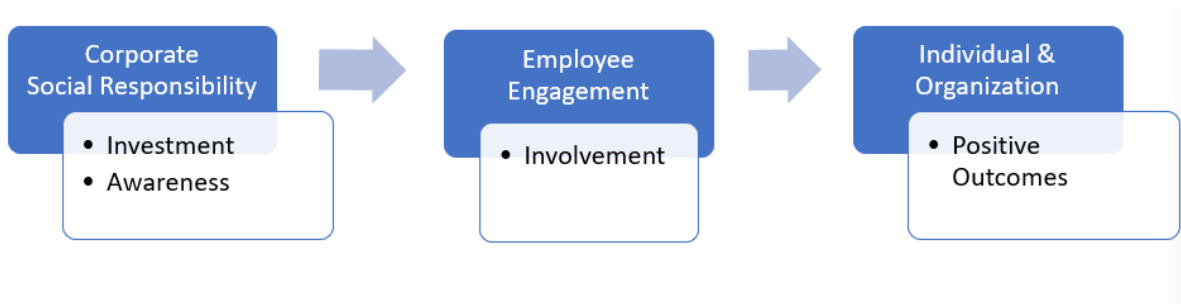 Corporate
Social Responsibility
• Investment
• Awareness
Employee
Engagement
• Involvement
Individual &
Organization
• Positive
Outcomes